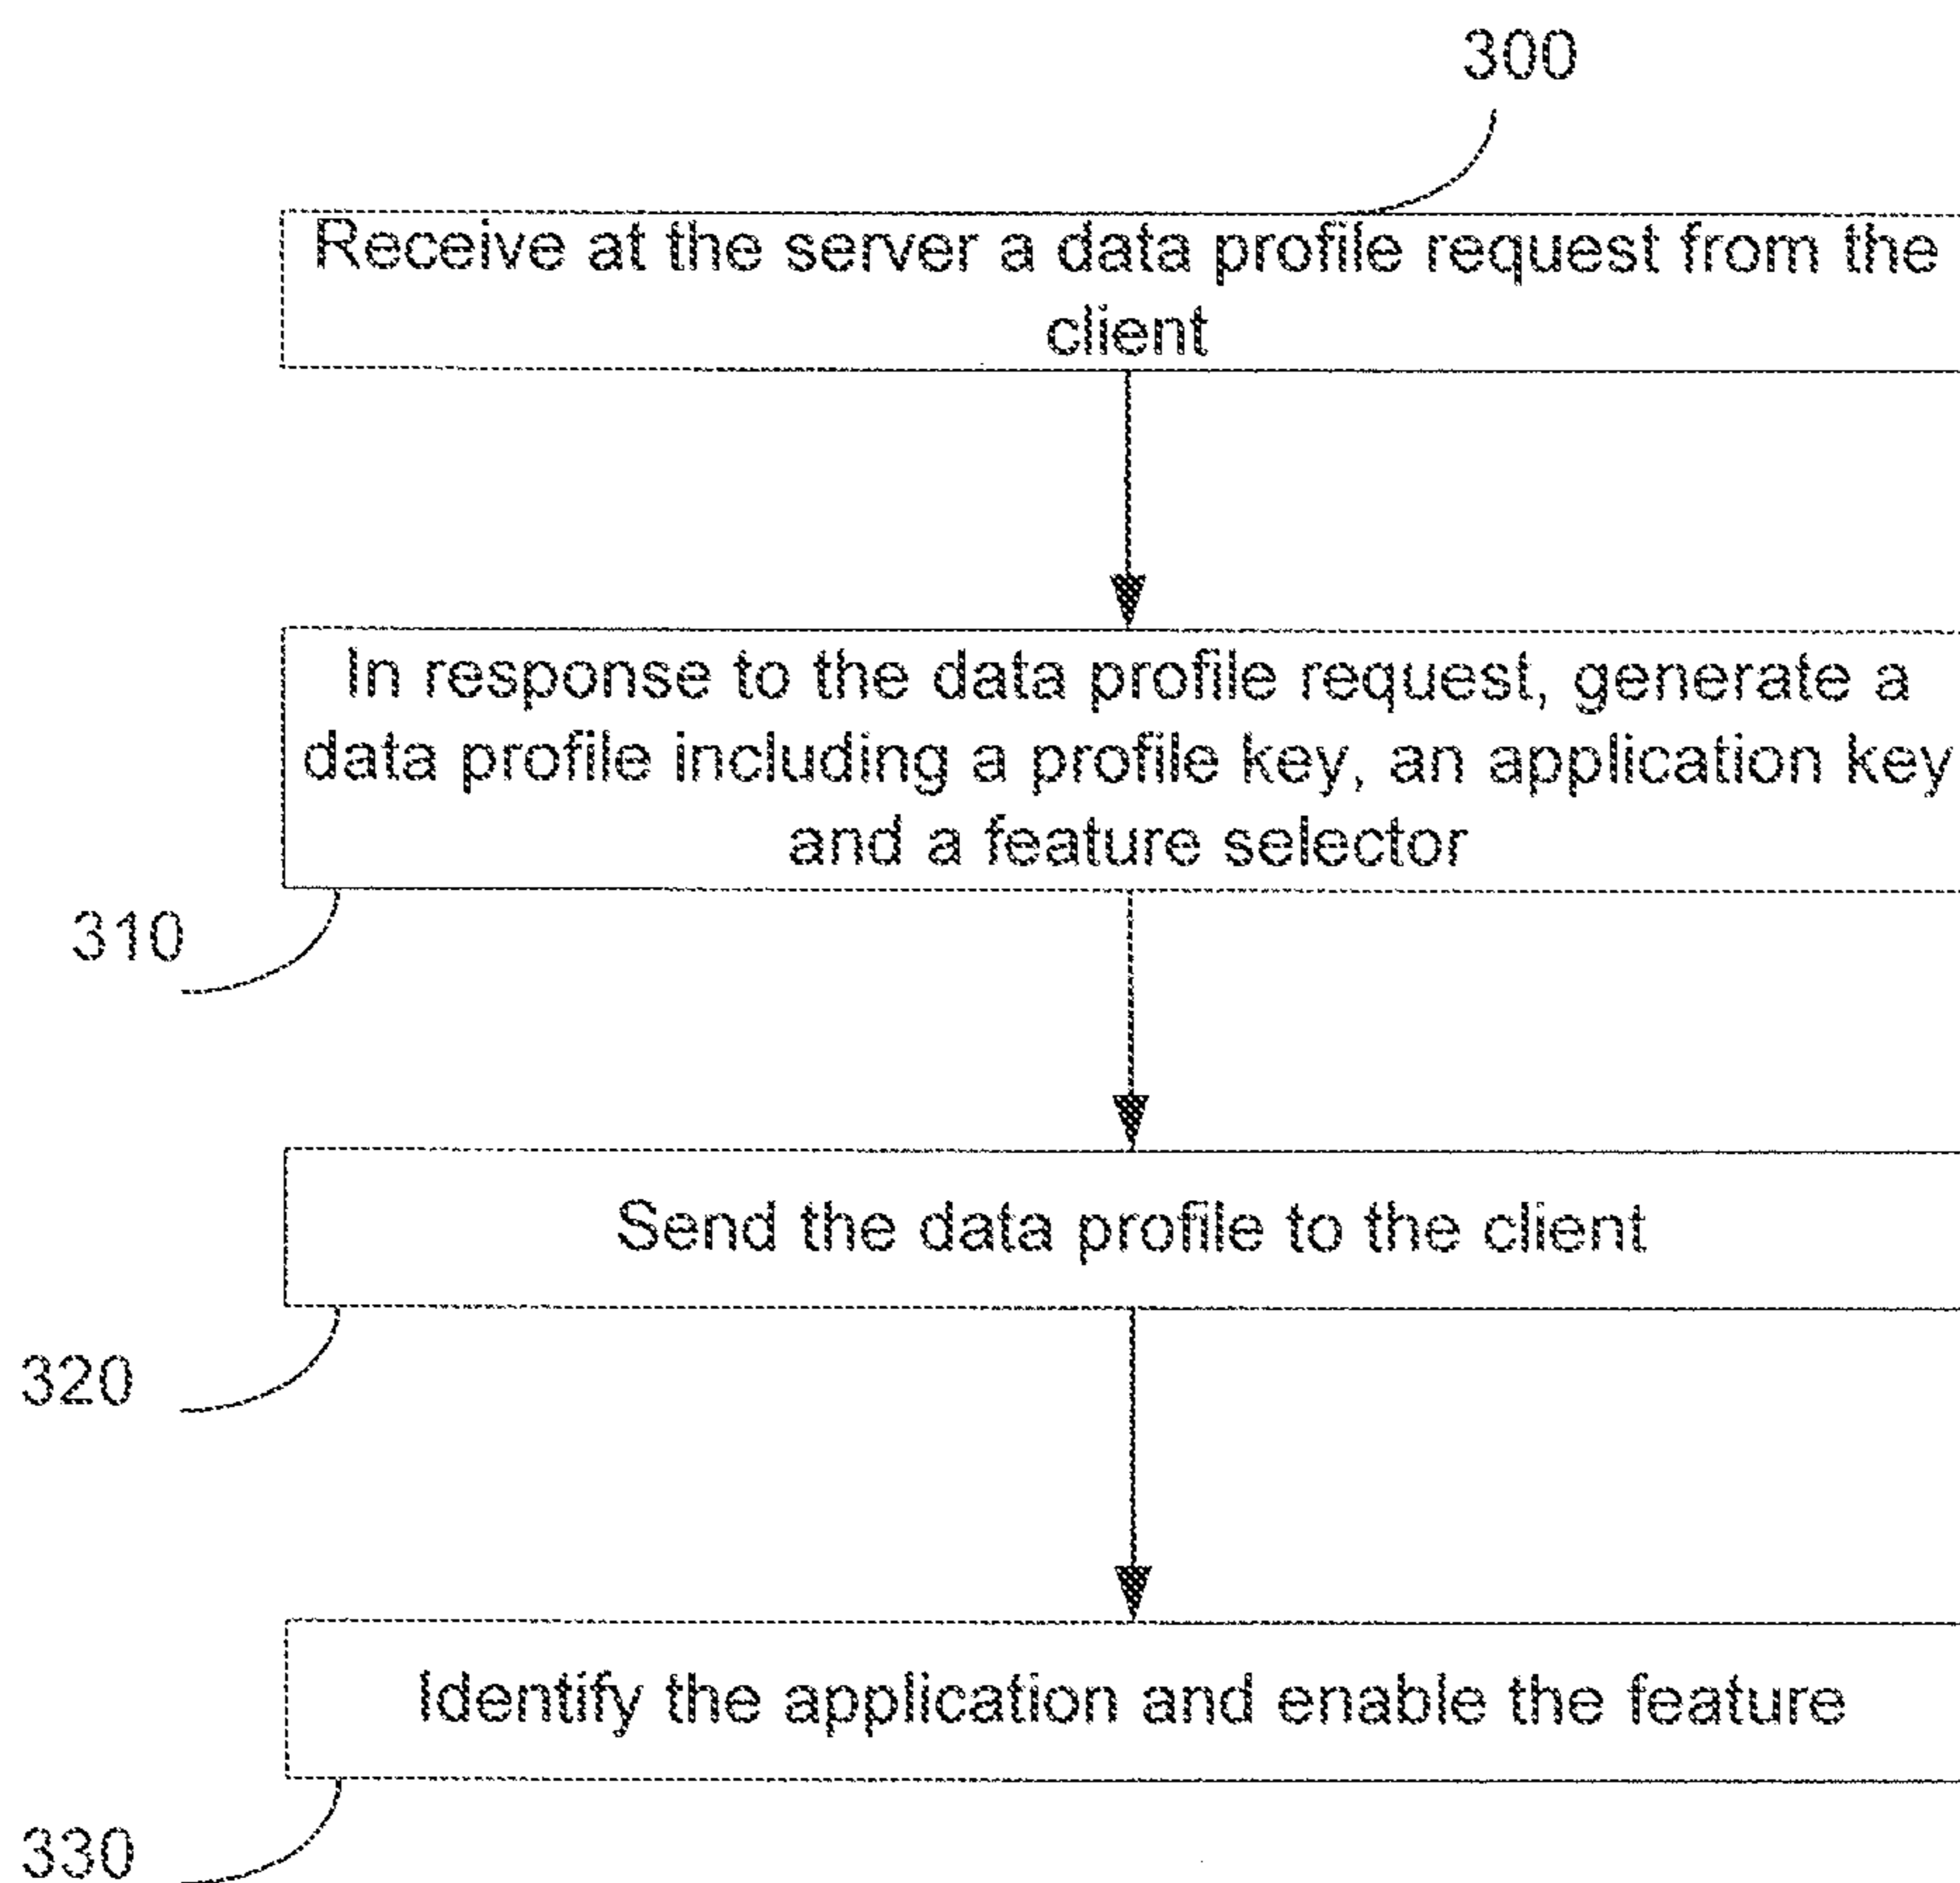 300
Receive at the server a data profile request from the
client
In response to the data profile request, generate a
data profile including a profile key, an application key
and a feature selector
310
Send the data profile to the client
320
Identify the application and enable the feature
330